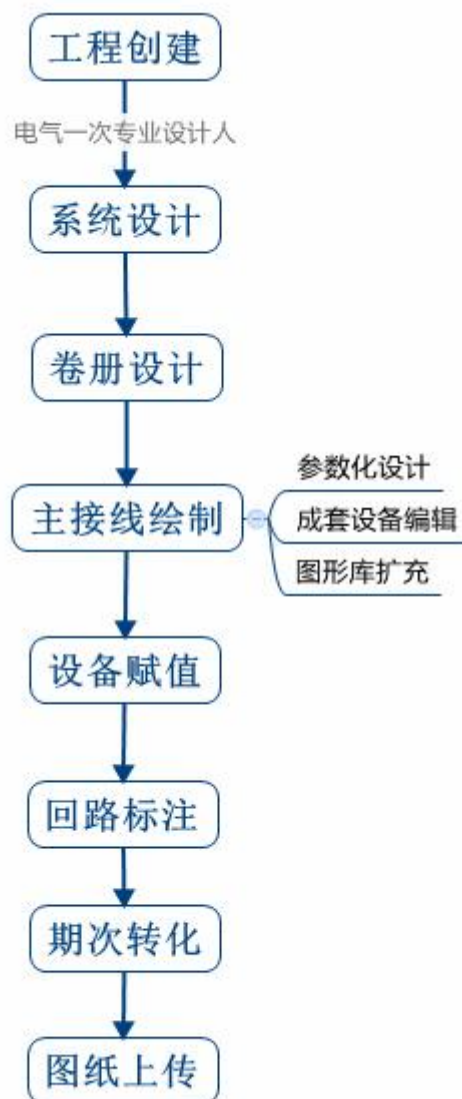 工程创建
电气一次专业设计人
系统设计
卷册设计
主接线绘制
参数化设计
成套设备编辑
图形库扩充
设备赋值
回路标注
期次转化
图纸上传